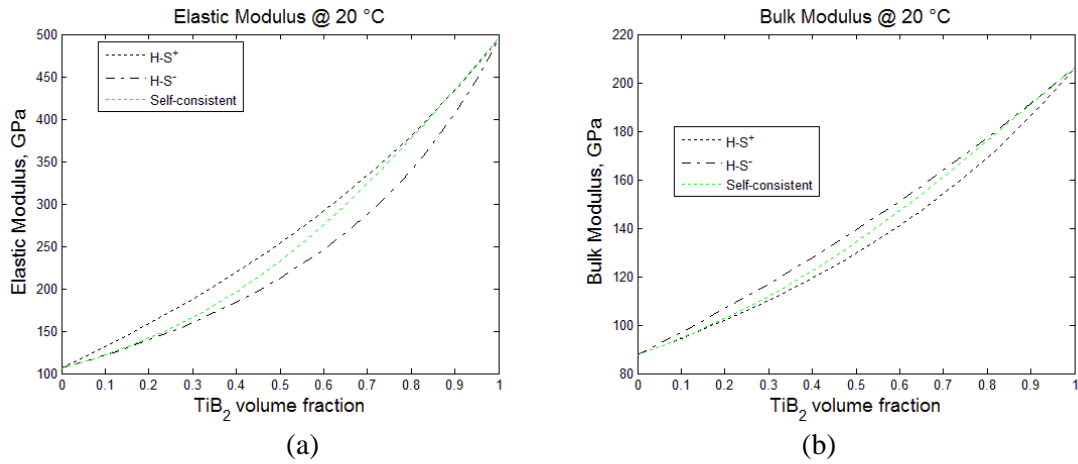 Elastic Modulus @ 20 °C
500
450
400
350
300
250
200
150
100
Elastic Modulus, GPa
H-S⁺
H-S⁻
Self-consistent
0 0.1 0.2 0.3 0.4 0.5 0.6 0.7 0.8 0.9 1
TiB₂ volume fraction
(a)
Bulk Modulus @ 20 °C
220
200
180
160
140
120
100
80
Bulk Modulus, GPa
H-S⁺
H-S⁻
Self-consistent
0 0.1 0.2 0.3 0.4 0.5 0.6 0.7 0.8 0.9 1
TiB₂ volume fraction
(b)